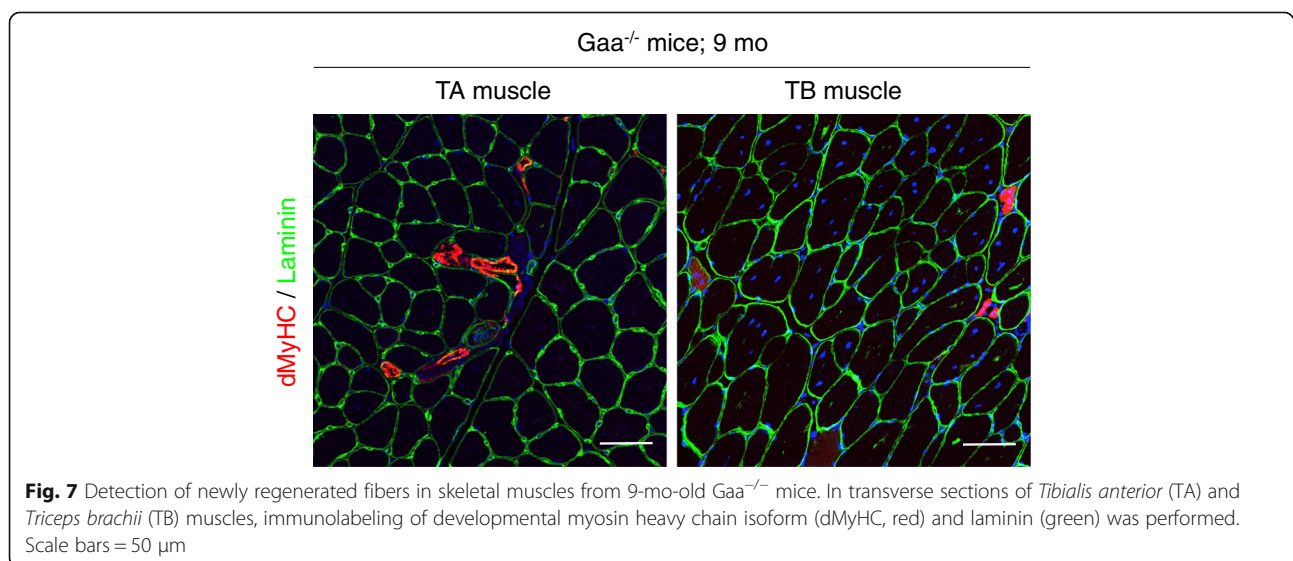 Gaa-/- mice; 9 mo
TA muscle TB muscle
dMyHC / Laminin
Fig. 7 Detection of newly regenerated fibers in skeletal muscles from 9-mo-old Gaa−/− mice. In transverse sections of Tibialis anterior (TA) and
Triceps brachii (TB) muscles, immunolabeling of developmental myosin heavy chain isoform (dMyHC, red) and laminin (green) was performed.
Scale bars = 50 μm